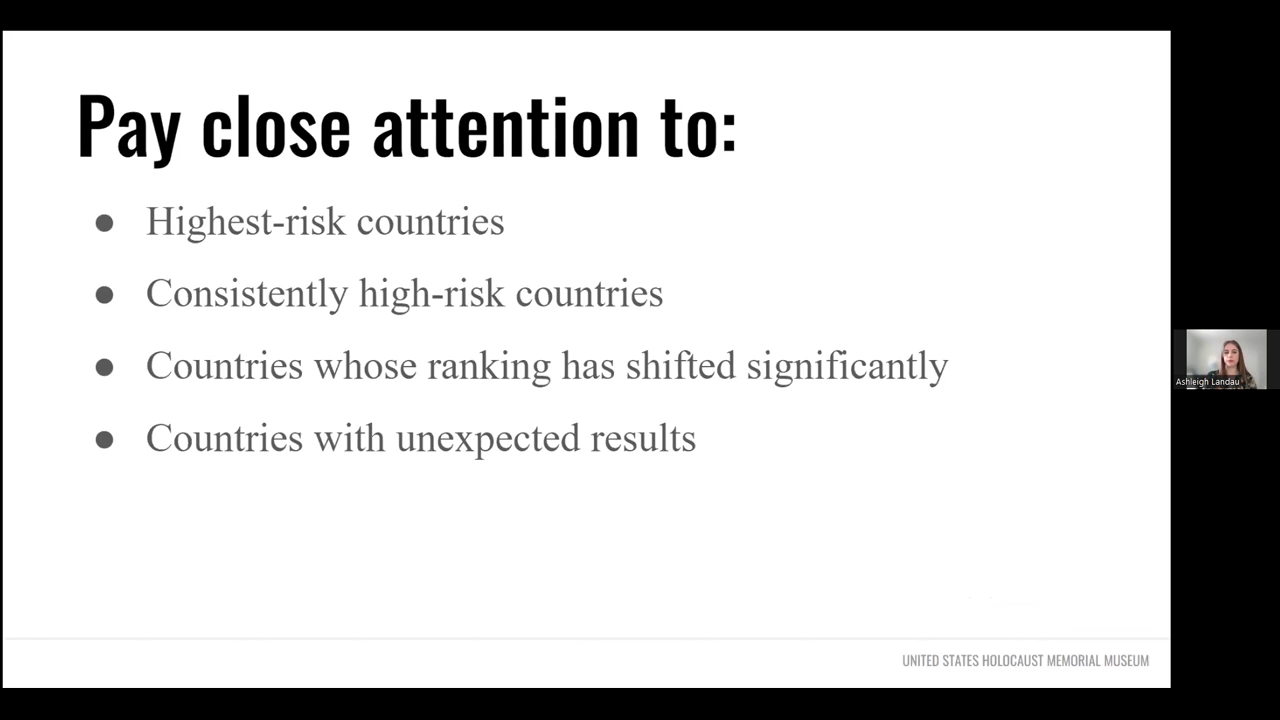 Pay close attention to:
● Highest-risk countries
● Consistently high-risk countries
● Countries whose ranking has shifted significantly
● Countries with unexpected results
Ashleigh Landau
UNITED STATES HOLOCAUST MEMORIAL MUSEUM